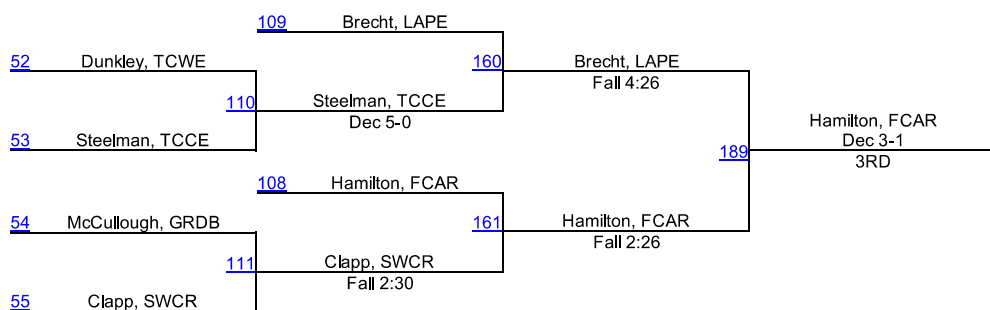 109 Brecht, LAPE
52 Dunkley, TCWE
160 Brecht, LAPE
Fall 4:26
110 Steelman, TCCE
Dec 5-0
53 Steelman, TCCE
Hamilton, FCAR
Dec 3-1
189
3RD
108 Hamilton, FCAR
54 McCullough, GRDB
161 Hamilton, FCAR
Fall 2:26
111 Clapp, SWCR
Fall 2:30
55 Clapp, SWCR